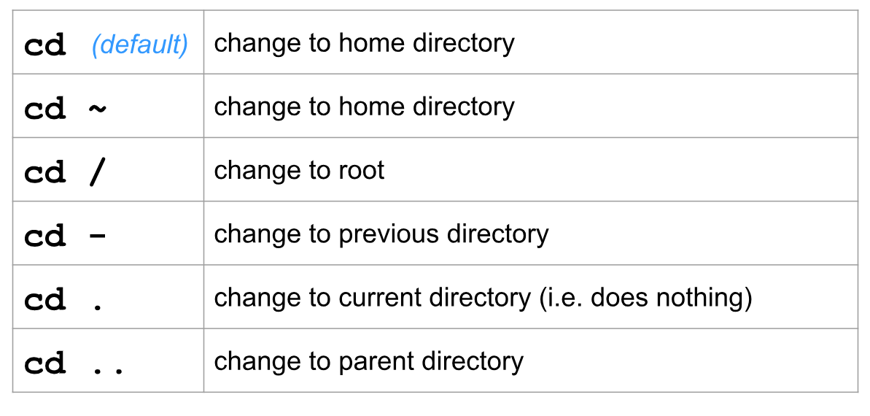 cd (default) change to home directory
cd ~ change to home directory
cd / change to root
cd - change to previous directory
cd . change to current directory (i.e. does nothing)
cd .. change to parent directory